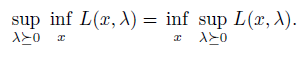 sup inf L(x, λ) = inf sup L(x, λ).
λ⪰0 x x λ⪰0